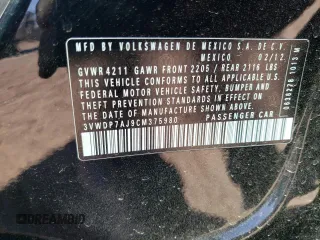 MFD BY VOLKSWAGEN DE MEXICO S.A. DE C.V.
MEXICO 02/12
GVWR 4211 GAWR FRONT 2205 / REAR 2116 LBS
THIS VEHICLE CONFORMS TO ALL APPLICABLE
FEDERAL MOTOR VEHICLE SAFETY,
BUMPER, AND THEFT PREVENTION STANDARDS IN EFFECT ON
THE DATE OF MANUFACTURE SHOWN ABOVE.
3VWDP7AJ9CM375980 PASSENGER CAR
DREAMBID